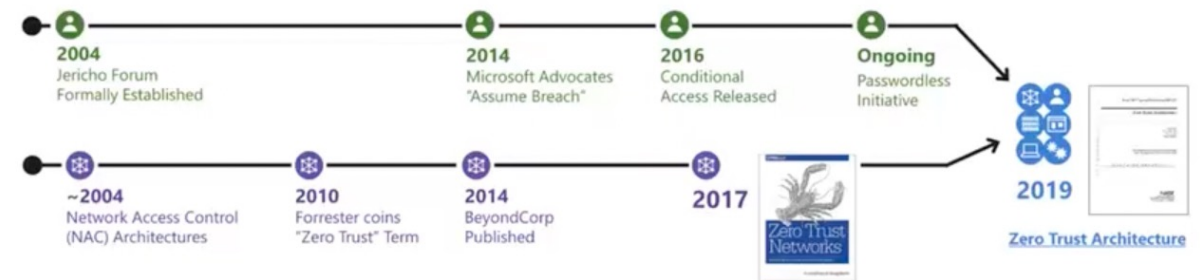 2004
Jericho Forum
Formally Established
2014
Microsoft Advocates
"Assume Breach"
2016
Conditional
Access Released
Ongoing
Passwordless
Initiative
~2004
Network Access Control
(NAC) Architectures
2010
Forrester coins
"Zero Trust" Term
2014
BeyondCorp
Published
2017
Zero Trust
Networks
2019
Zero Trust Architecture